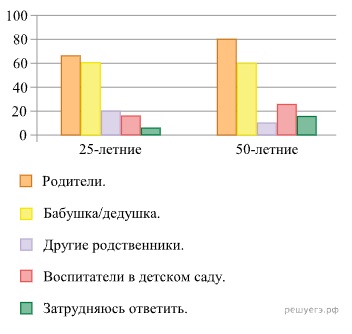 100
80
60
40
20
0
25-летние 50-летние
Родители.
Бабушка/дедушка.
Другие родственники.
Воспитатели в детском саду.
Затрудняюсь ответить.
решуегэ.рф